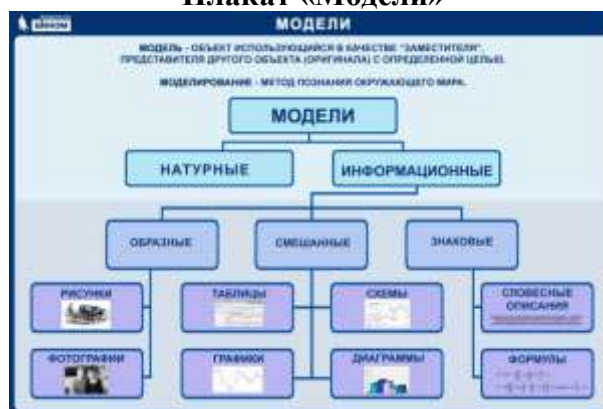 Плакат «Модели»
БИНОМ
МОДЕЛИ
МОДЕЛЬ - ОБЪЕКТ ИСПОЛЬЗУЮЩИЙСЯ В КАЧЕСТВЕ "ЗАМЕСТИТЕЛЯ",
ПРЕДСТАВИТЕЛЯ ДРУГОГО ОБЪЕКТА (ОРИГИНАЛА) С ОПРЕДЕЛЕННОЙ ЦЕЛЬЮ.
МОДЕЛИРОВАНИЕ - МЕТОД ПОЗНАНИЯ ОКРУЖАЮЩЕГО МИРА.
МОДЕЛИ
НАТУРНЫЕ
ИНФОРМАЦИОННЫЕ
ОБРАЗНЫЕ
СМЕШАННЫЕ
ЗНАКОВЫЕ
РИСУНКИ
ТАБЛИЦЫ
СХЕМЫ
СЛОВЕСНЫЕ
ОПИСАНИЯ
ФОТОГРАФИИ
ГРАФИКИ
ДИАГРАММЫ
ФОРМУЛЫ